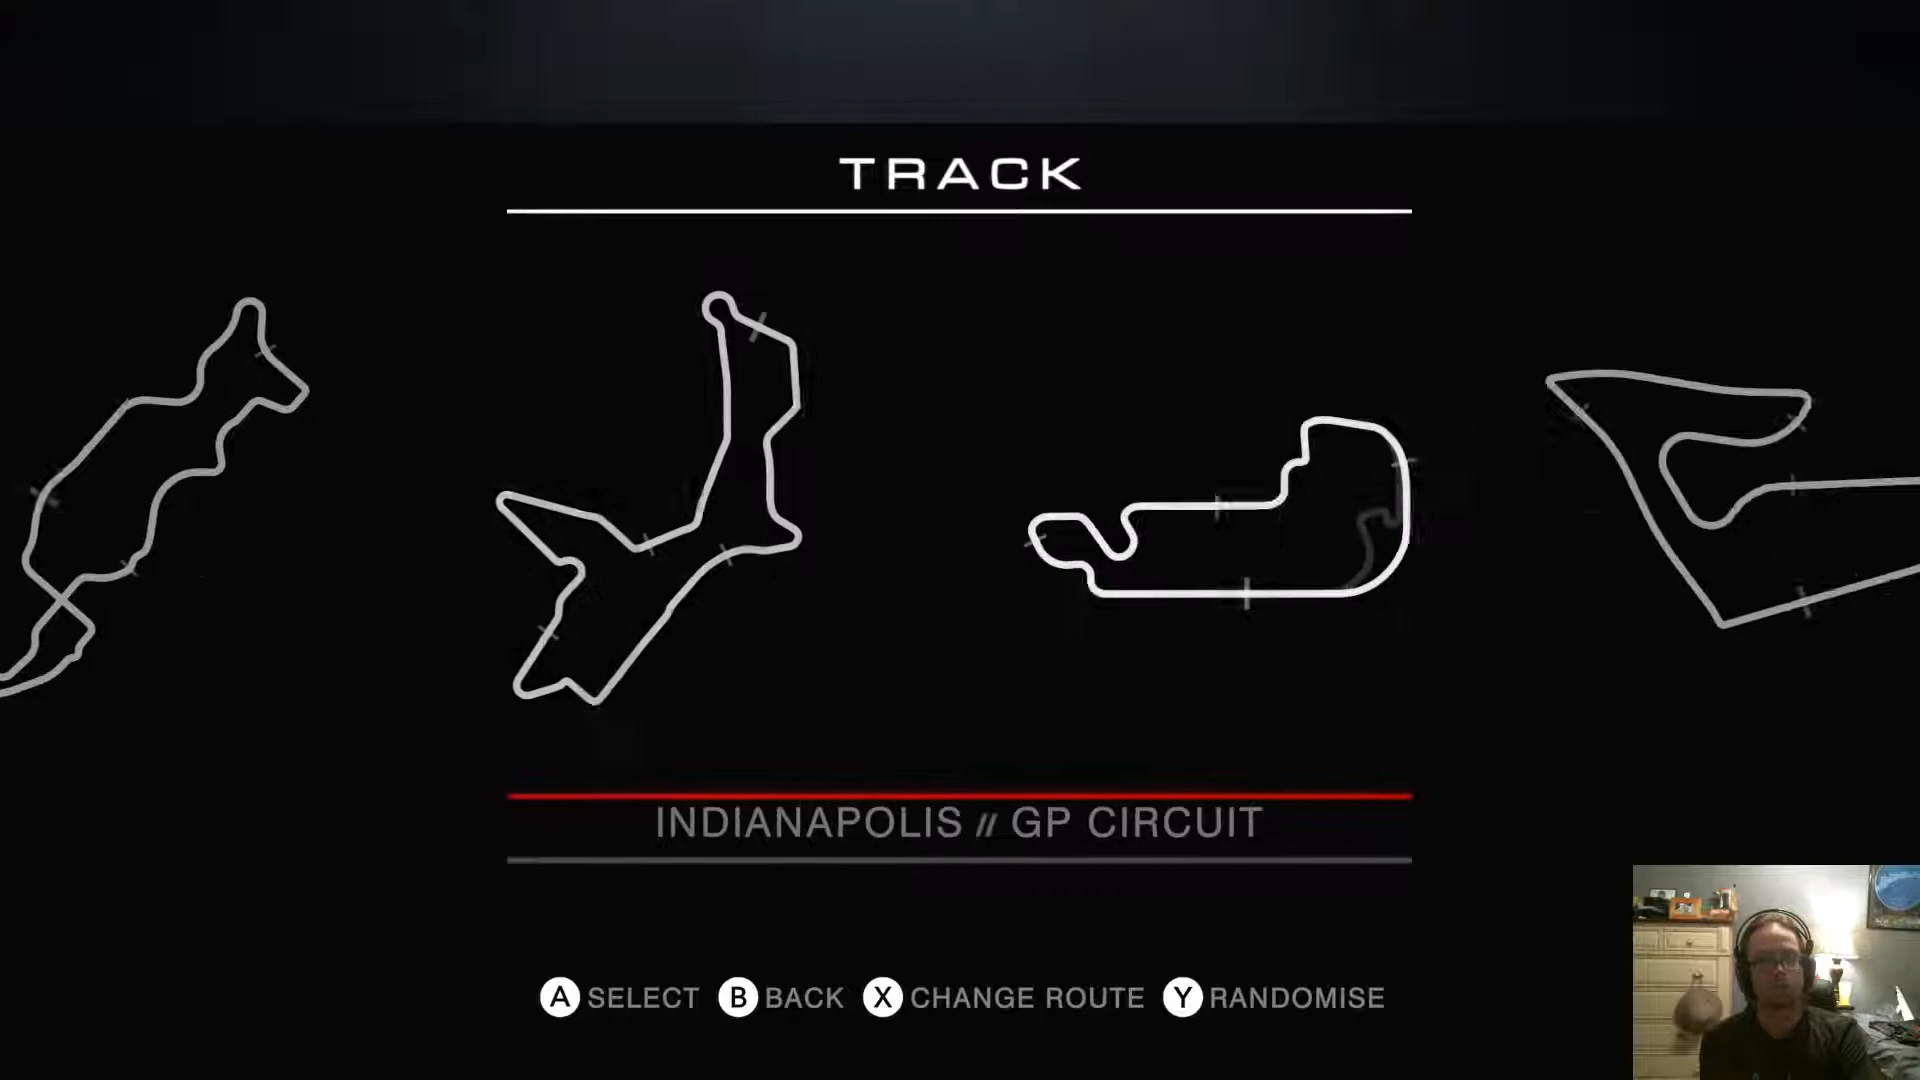 TRACK
INDIANAPOLIS // GP CIRCUIT
A SELECT B BACK X CHANGE ROUTE Y RANDOMISE